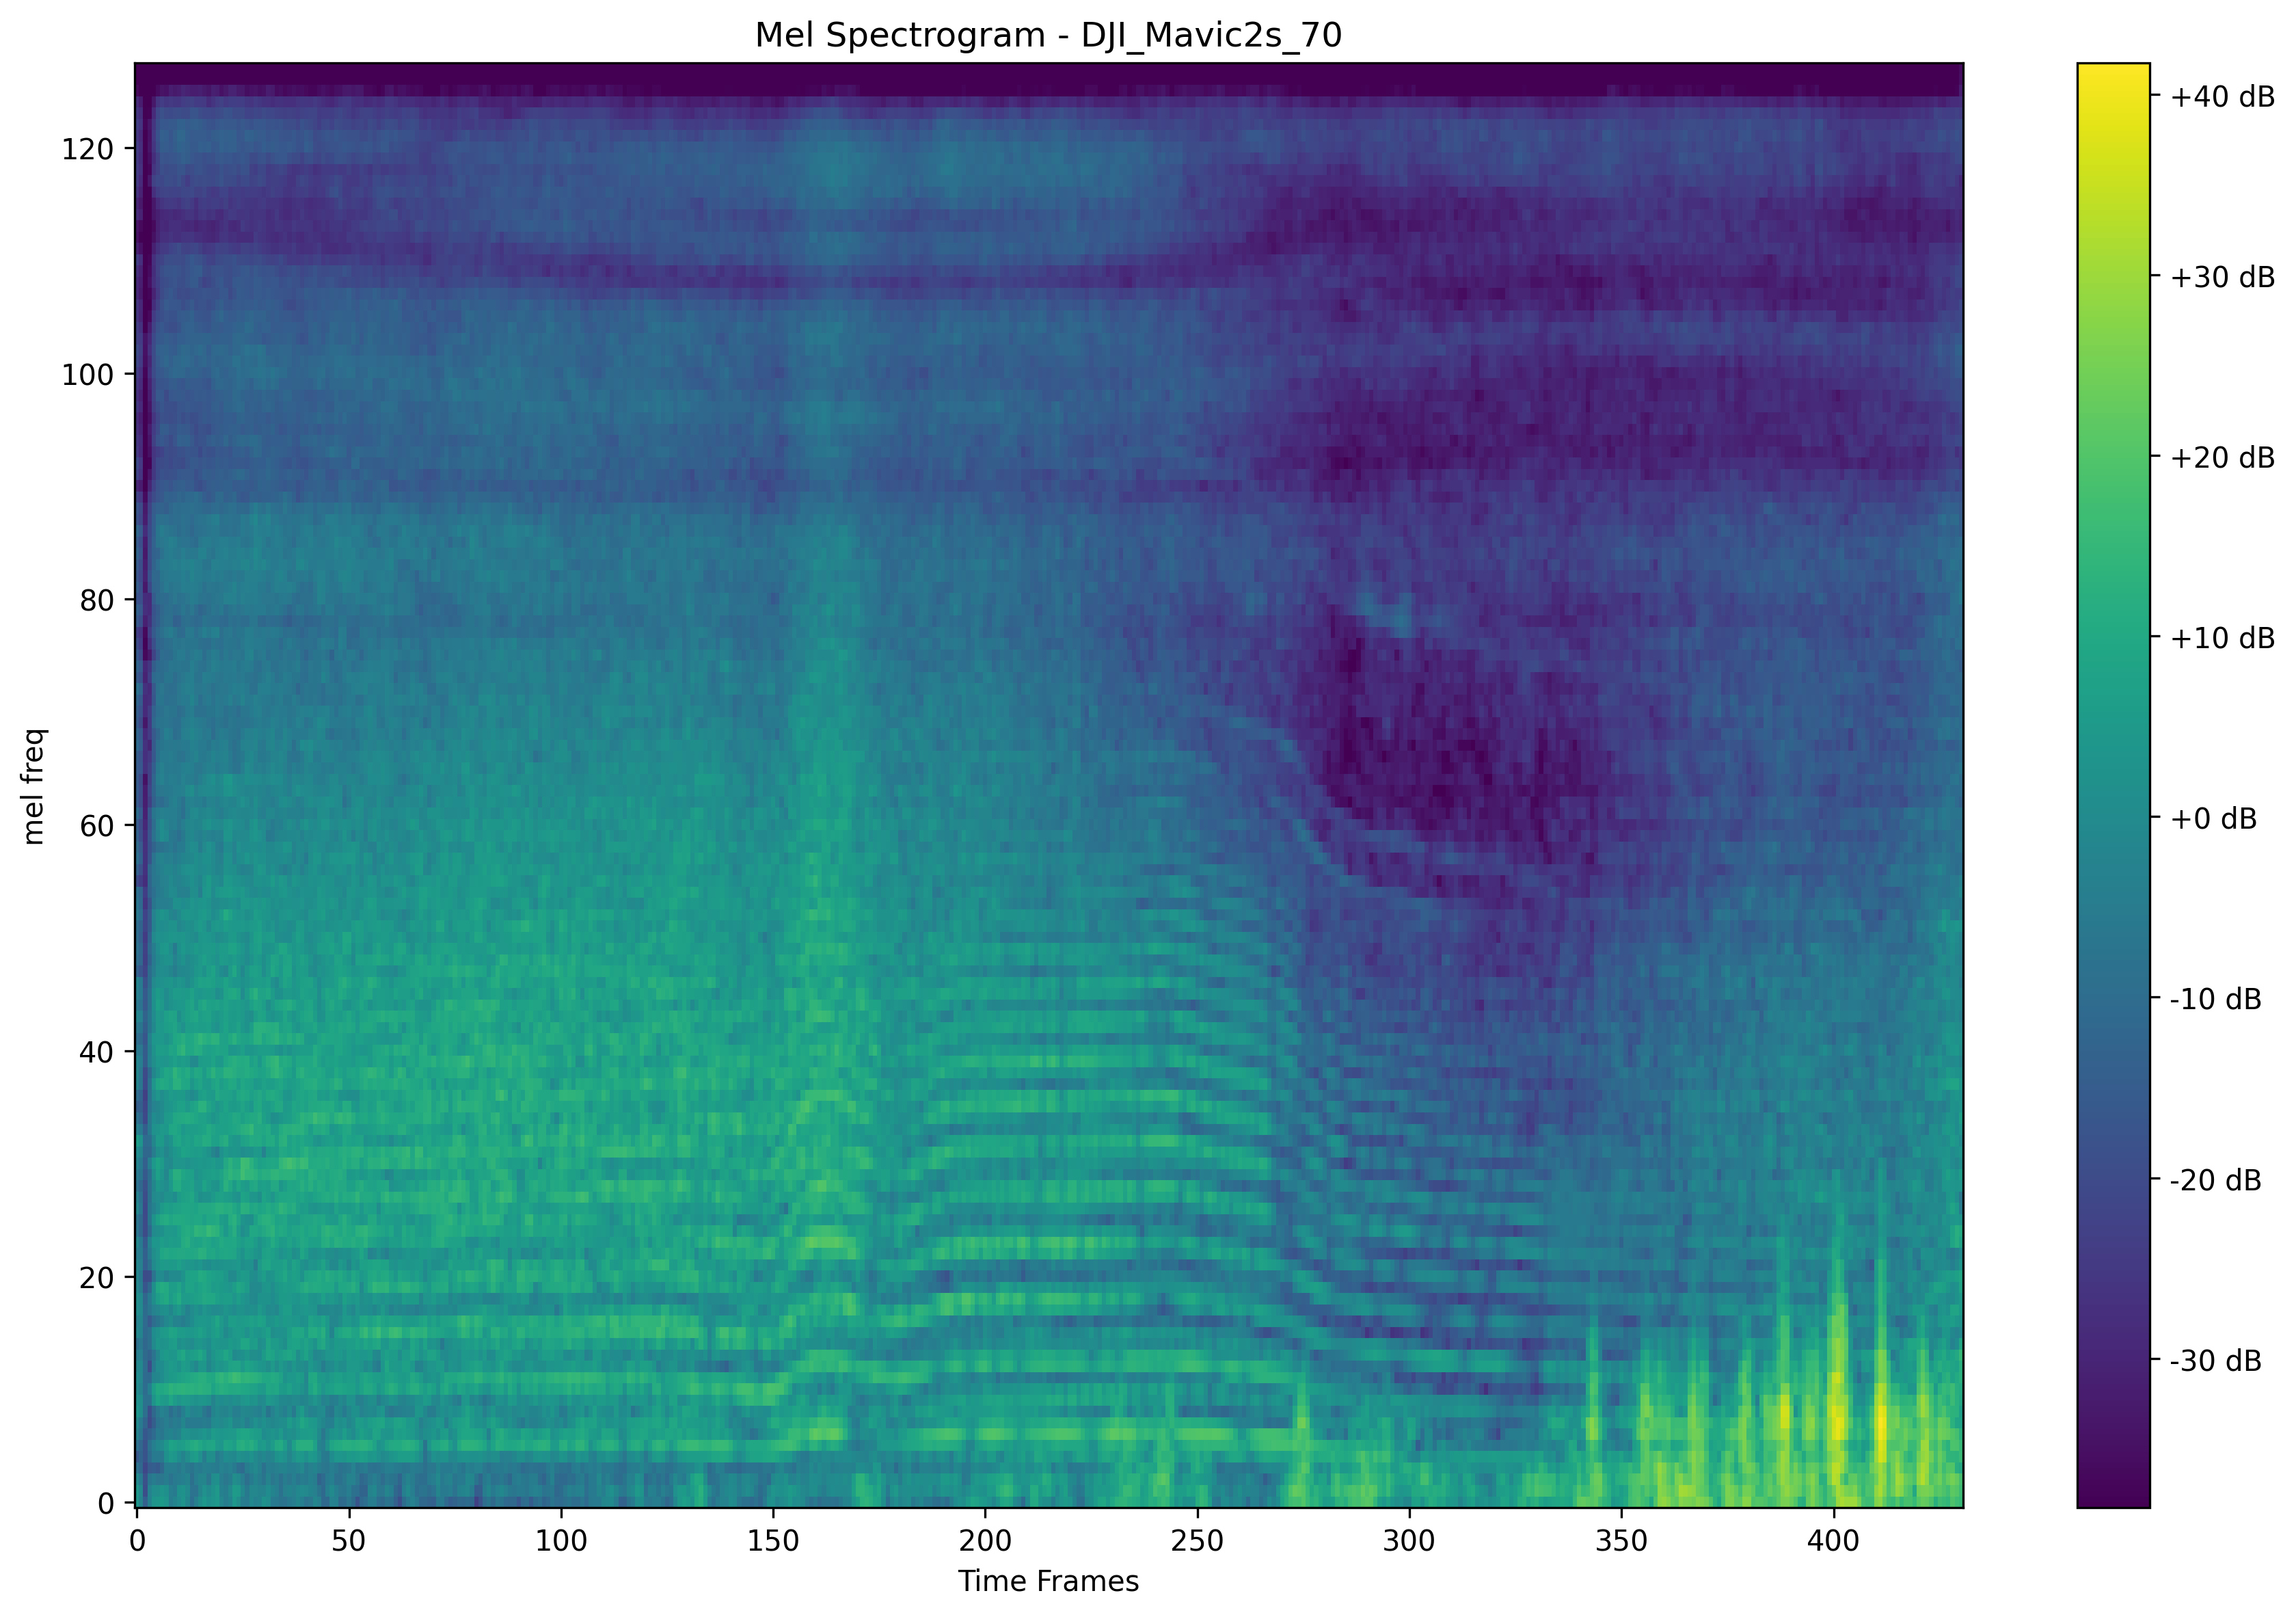 Mel Spectrogram - DJI_Mavic2s_70
mel freq
120
100
80
60
40
20
0
0 50 100 150 200 250 300 350 400
Time Frames
+40 dB
+30 dB
+20 dB
+10 dB
+0 dB
-10 dB
-20 dB
-30 dB